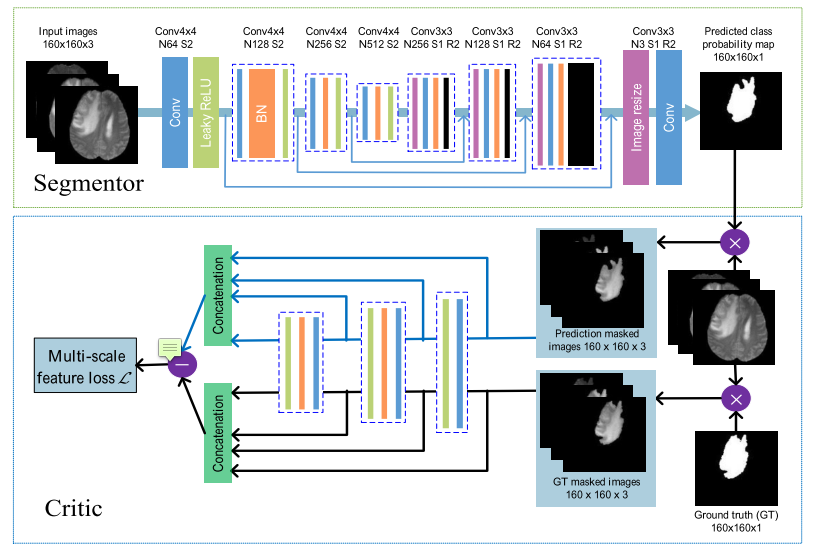 Input images
160x160x3
Conv4x4
N64 S2
Conv4x4
N128 S2
Conv4x4
N256 S2
Conv4x4
N512 S2
Conv3x3
N256 S1 R2
Conv3x3
N128 S1 R2
Conv3x3
N64 S1 R2
Conv3x3
N3 S1 R2
Predicted class
probability map
160x160x1
Conv
Leaky ReLU
BN
Image resize
Conv
Segmentor
×
Concatenation
Prediction masked
images 160 x 160 x 3
Multi-scale
feature loss ℒ
−
Concatenation
×
GT masked images
160 x 160 x 3
Critic
Ground truth (GT)
160x160x1